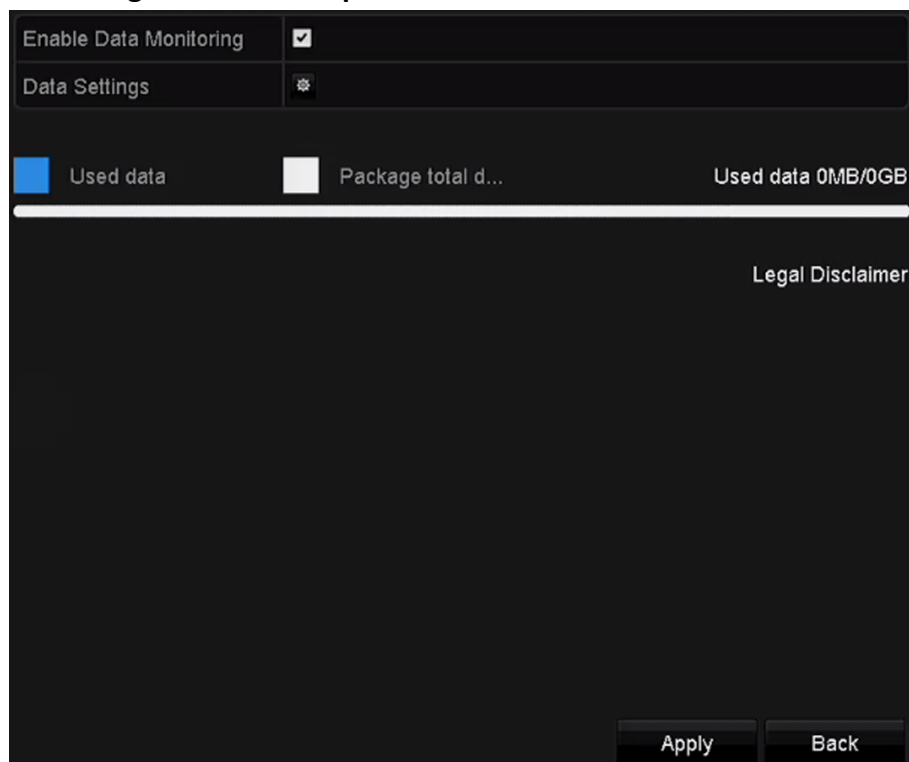 Enable Data Monitoring
Data Settings
Used data Package total d... Used data 0MB/0GB
Legal Disclaimer
Apply Back